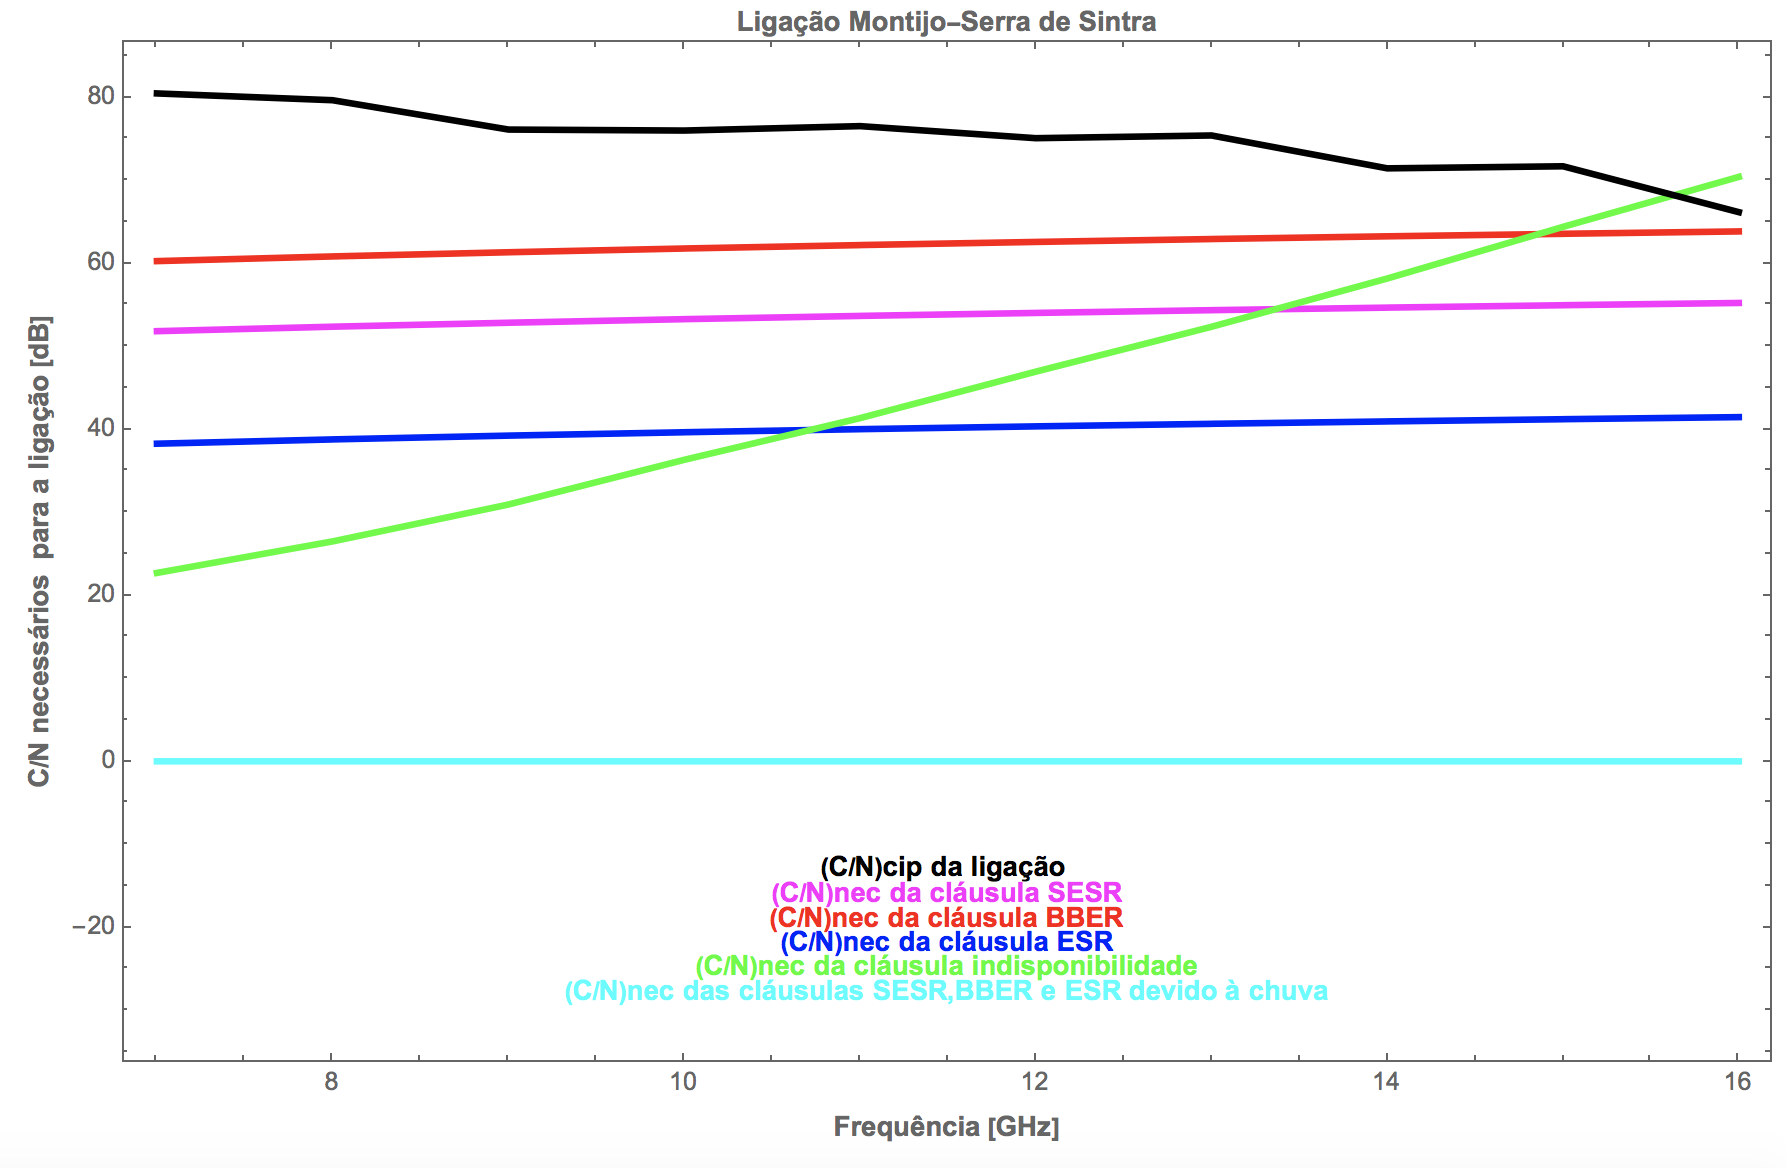 Ligação Montijo–Serra de Sintra
80
60
40
20
0
−20
C/N necessários  para a ligação [dB]
(C/N)cip da ligação
(C/N)nec da cláusula SESR
(C/N)nec da cláusula BBER
(C/N)nec da cláusula ESR
(C/N)nec da cláusula indisponibilidade
(C/N)nec das cláusulas SESR,BBER e ESR devido à chuva
8 10 12 14 16
Frequência [GHz]